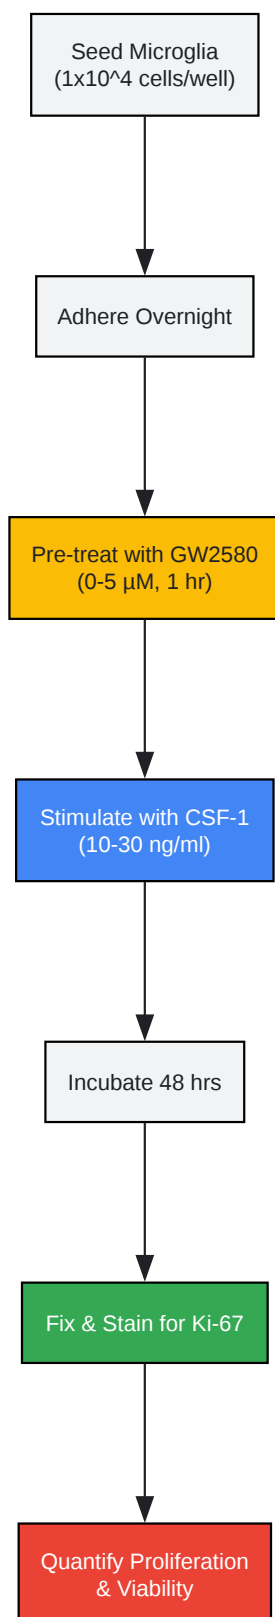 Seed Microglia
(1x10^4 cells/well)
Adhere Overnight
Pre-treat with GW2580
(0-5 µM, 1 hr)
Stimulate with CSF-1
(10-30 ng/ml)
Incubate 48 hrs
Fix & Stain for Ki-67
Quantify Proliferation
& Viability